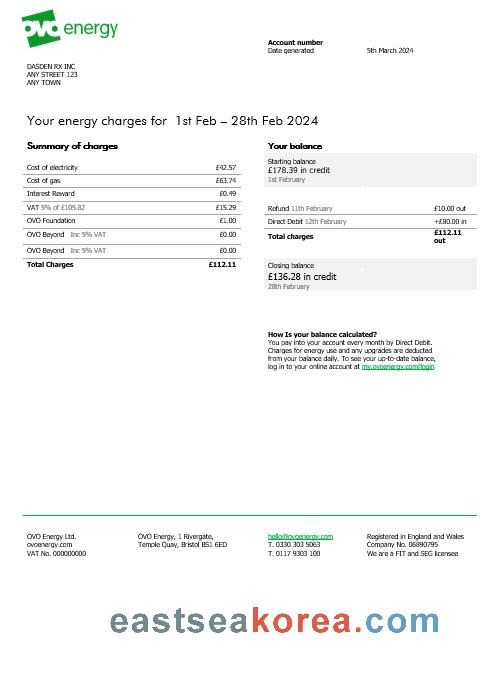 ovo energy
Account number
Date generated 5th March 2024
DASDEN RX INC
ANY STREET 123
ANY TOWN
Your energy charges for 1st Feb – 28th Feb 2024
Summary of charges
Cost of electricity £42.57
Cost of gas £63.74
Interest Reward £0.49
VAT 5% of £105.82 £15.29
OVO Foundation £1.00
OVO Beyond Inc 5% VAT £0.00
OVO Beyond Inc 5% VAT £0.00
Total Charges £112.11
Your balance
Starting balance
£178.39 in credit
1st February
Refund 11th February £10.00 out
Direct Debit 12th February +£80.00 in
Total charges £112.11
out
Closing balance
£136.28 in credit
28th February
How Is your balance calculated?
You pay into your account every month by Direct Debit.
Charges for energy use and any upgrades are deducted
from your balance daily. To see your up-to-date balance,
log in to your online account at my.ovoenergy.com/login
OVO Energy Ltd.
ovoenergy.com
VAT No. 000000000
OVO Energy, 1 Rivergate,
Temple Quay, Bristol BS1 6ED
hello@ovoenergy.com
T. 0330 303 5063
T. 0117 9303 100
Registered in England and Wales
Company No. 06890795
We are a FIT and SEG licensee
eastseakorea.com